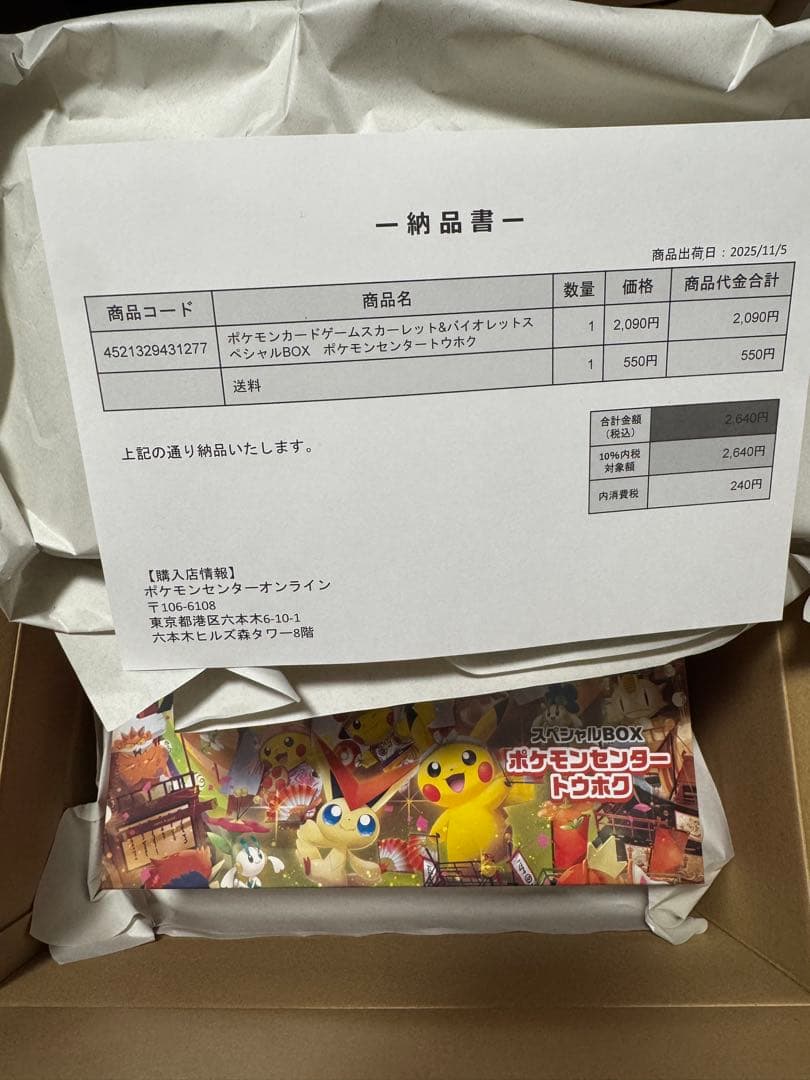 ー納品書ー
商品出荷日：2025/11/5
商品コード 商品名 数量 価格 商品代金合計
4521329431277 ポケモンカードゲームスカーレット&バイオレットス 1 2,090円 2,090円
ペシャルBOX　ポケモンセンタートウホク
送料 1 550円 550円
上記の通り納品いたします。
合計金額 2,640円
(税込)
10%内税 2,640円
対象額
内消費税 240円
【購入店情報】
ポケモンセンターオンライン
〒106-6108
東京都港区六本木6-10-1
六本木ヒルズ森タワー8階
スペシャルBOX
ポケモンセンター
トウホク